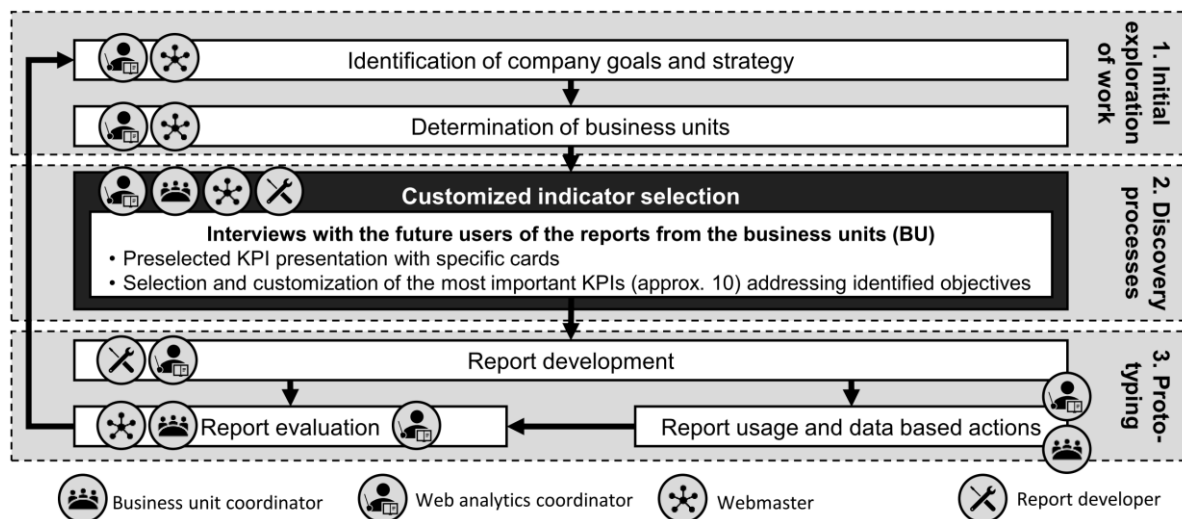 Identification of company goals and strategy
Determination of business units
1. Initial
exploration
of work
Customized indicator selection
Interviews with the future users of the reports from the business units (BU)
• Preselected KPI presentation with specific cards
• Selection and customization of the most important KPIs (approx. 10) addressing identified objectives
2. Discovery
processes
Report development
Report evaluation
Report usage and data based actions
3. Proto-
typing
Business unit coordinator
Web analytics coordinator
Webmaster
Report developer